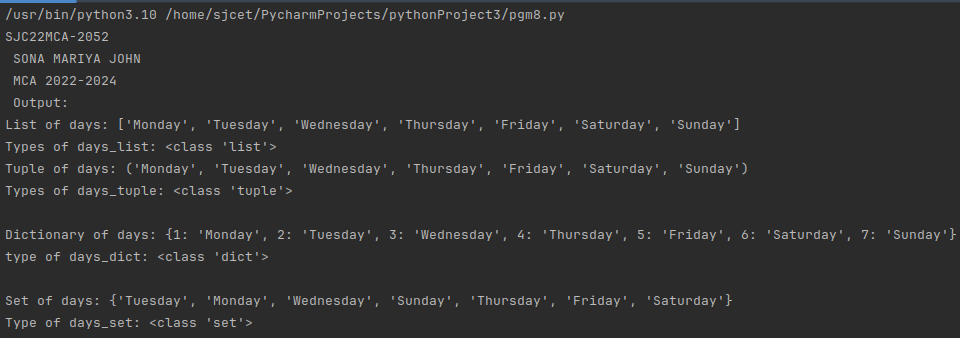 /usr/bin/python3.10 /home/sjcet/PycharmProjects/pythonProject3/pgm8.py
SJC22MCA-2052
SONA MARIYA JOHN
MCA 2022-2024
Output:
List of days: ['Monday', 'Tuesday', 'Wednesday', 'Thursday', 'Friday', 'Saturday', 'Sunday']
Types of days_list: <class 'list'>
Tuple of days: ('Monday', 'Tuesday', 'Wednesday', 'Thursday', 'Friday', 'Saturday', 'Sunday')
Types of days_tuple: <class 'tuple'>
Dictionary of days: {1: 'Monday', 2: 'Tuesday', 3: 'Wednesday', 4: 'Thursday', 5: 'Friday', 6: 'Saturday', 7: 'Sunday'}
type of days_dict: <class 'dict'>
Set of days: {'Tuesday', 'Monday', 'Wednesday', 'Sunday', 'Thursday', 'Friday', 'Saturday'}
Type of days_set: <class 'set'>